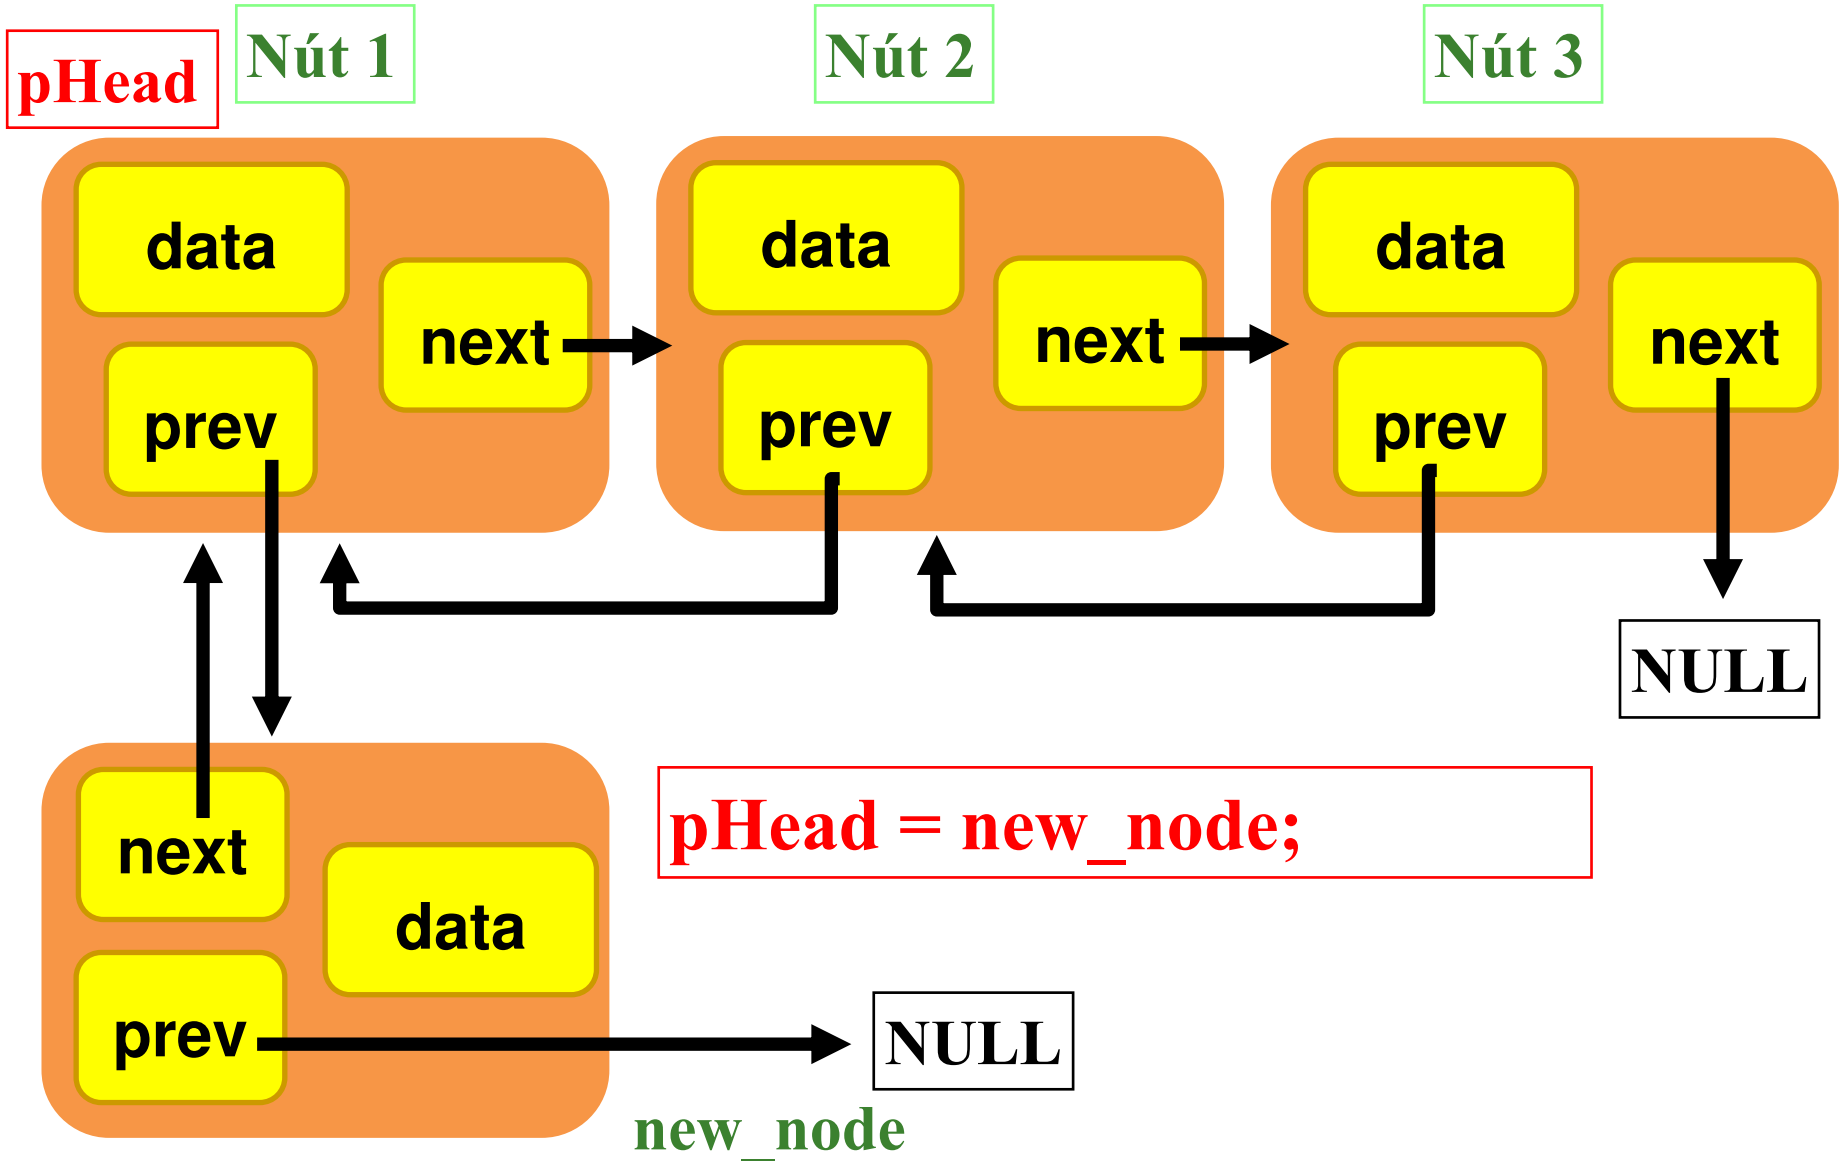 pHead
Nút 1
Nút 2
Nút 3
data
next
prev
data
next
prev
data
next
prev
NULL
next
data
prev
pHead = new_node;
NULL
new_node